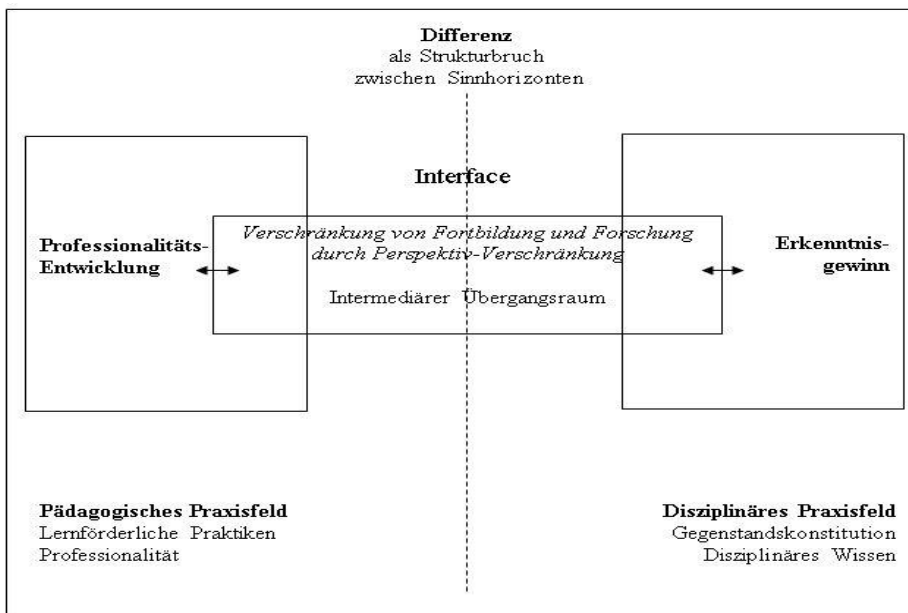 Differenz
als Strukturbruch
zwischen Sinnhorizonten
Interface
Professionalitäts-
Entwicklung
Verschränkung von Fortbildung und Forschung
durch Perspektiv-Verschränkung
Intermediärer Übergangsraum
Erkenntnis-
gewinn
Pädagogisches Praxisfeld
Lernförderliche Praktiken
Professionalität
Disziplinäres Praxisfeld
Gegenstandskonstitution
Disziplinäres Wissen